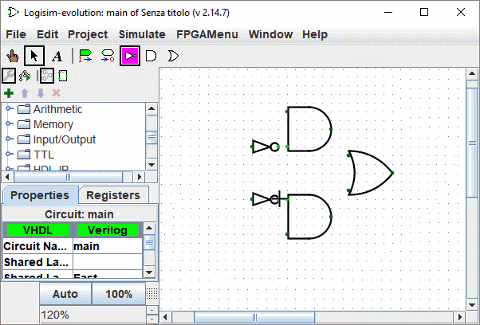 Logisim-evolution: main of Senza titolo (v 2.14.7)
File Edit Project Simulate FPGAMenu Window Help
A
Arithmetic
Memory
Input/Output
TTL
HDL-IP
Properties Registers
Circuit: main
VHDL Verilog
Circuit Na... main
Shared La...
Shared La... East
Auto 100%
120%